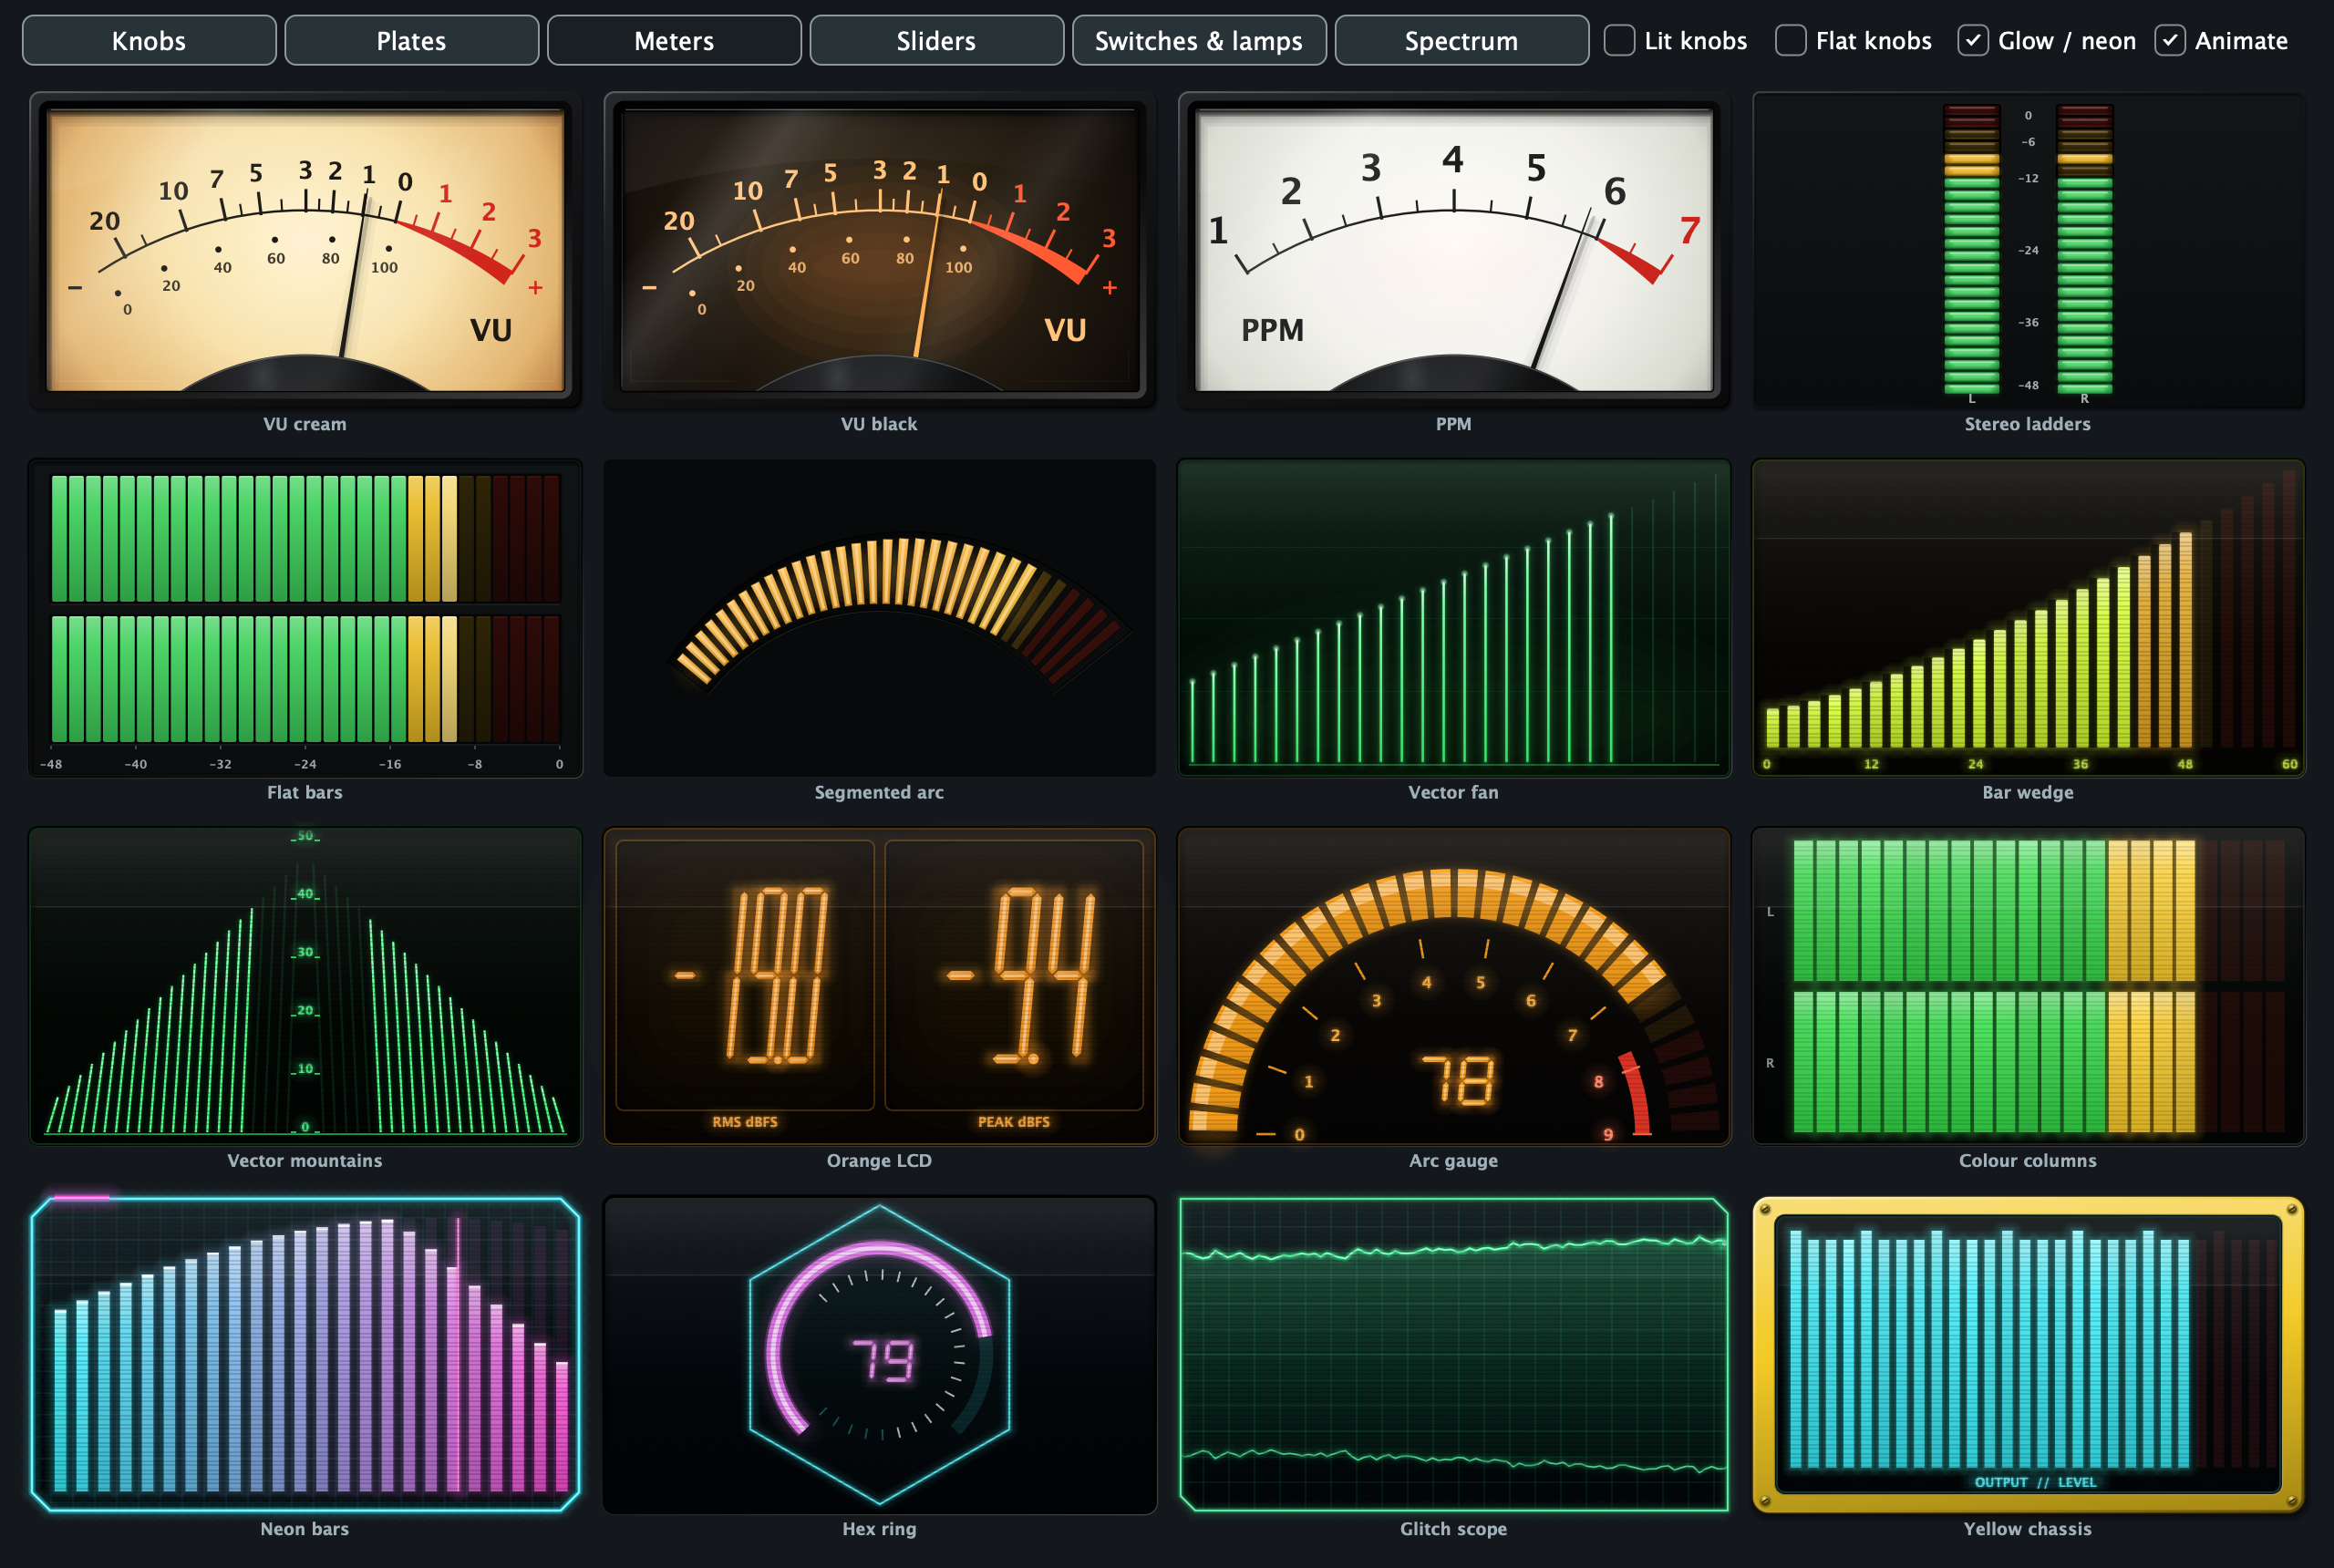 Knobs Plates Meters Sliders Switches & lamps Spectrum Lit knobs Flat knobs Glow / neon Animate
20 10 7 5 3 2 1 0 1 2 3
0 20 40 60 80 100
− +
VU
VU cream
20 10 7 5 3 2 1 0 1 2 3
0 20 40 60 80 100
− +
VU
VU black
1 2 3 4 5 6 7
PPM
PPM
0
-6
-12
-24
-36
-48
L R
Stereo ladders
-48 -40 -32 -24 -16 -8 0
Flat bars
Segmented arc
Vector fan
0 12 24 36 48 60
Bar wedge
50
40
30
20
10
0
Vector mountains
-9.4
RMS dBFS PEAK dBFS
Orange LCD
0 1 2 3 4 5 6 7 8 9
78
Arc gauge
L
R
Colour columns
Neon bars
79
Hex ring
Glitch scope
OUTPUT // LEVEL
Yellow chassis